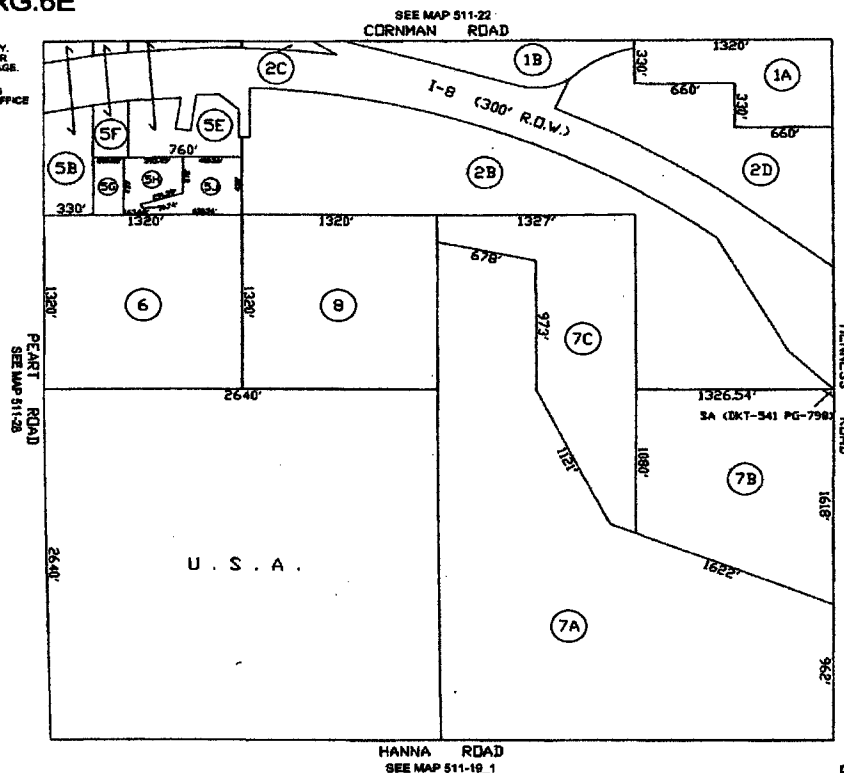 RG.6E
SEE MAP 511-22
CORNMAN ROAD
1320'
330'
1A
1B
2C
660'
I-8 (300' R.O.W.)
330'
660'
5F
5E
760'
5B
5G
5H
5J
2B
2D
330'
1320'
1320'
1327'
678'
1320'
6
1320'
8
973'
7C
PEART ROAD
SEE MAP 511-28
2640'
1326.54'
3A (DKT-541 PG-798)
ROAD
1121'
1080'
7B
1618'
2640'
U.S.A.
1622'
7A
962'
HANNA ROAD
SEE MAP 511-19 1